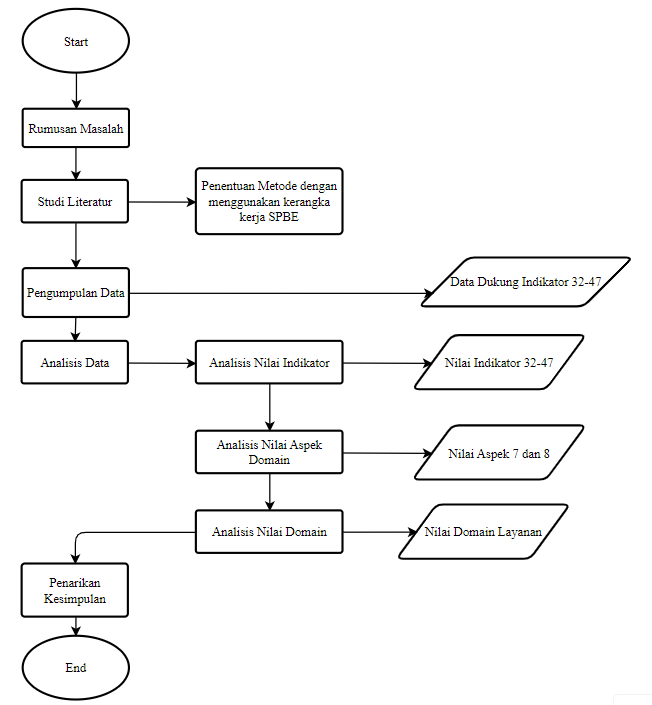 Start
Rumusan Masalah
Studi Literatur
Penentuan Metode dengan
menggunakan kerangka
kerja SPBE
Pengumpulan Data
Data Dukung Indikator 32-47
Analisis Data
Analisis Nilai Indikator
Nilai Indikator 32-47
Analisis Nilai Aspek
Domain
Nilai Aspek 7 dan 8
Analisis Nilai Domain
Nilai Domain Layanan
Penarikan
Kesimpulan
End